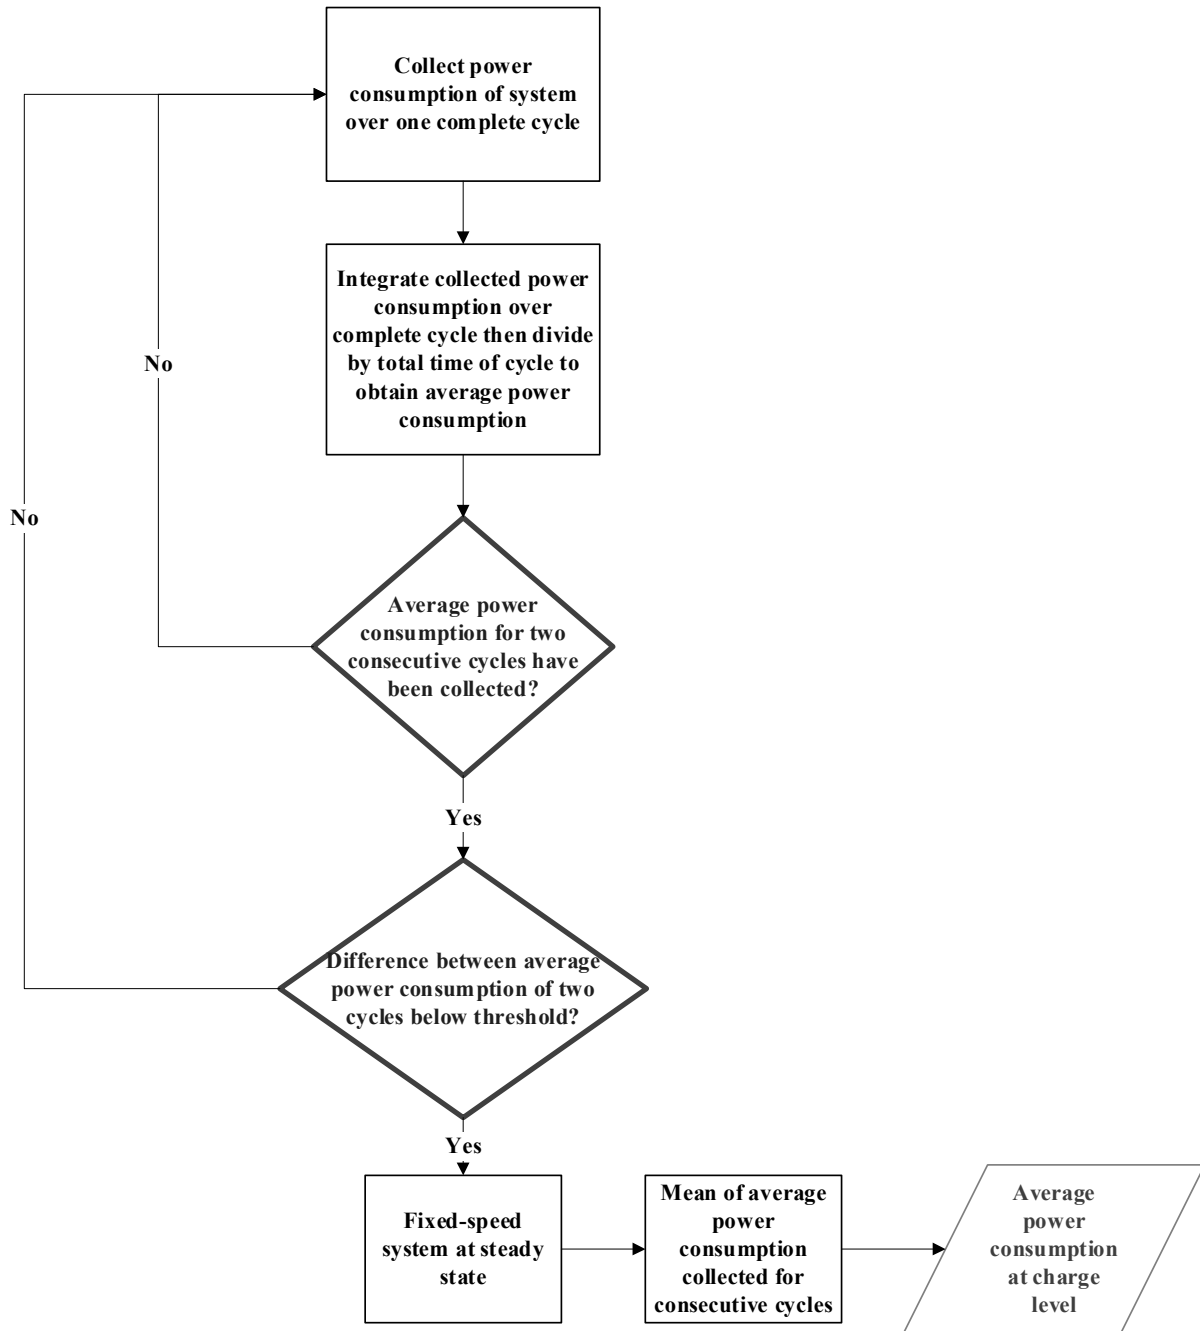 Collect power
consumption of system
over one complete cycle
Integrate collected power
consumption over
complete cycle then divide
by total time of cycle to
obtain average power
consumption
No
No
Average power
consumption for two
consecutive cycles have
been collected?
Yes
Difference between average
power consumption of two
cycles below threshold?
Yes
Fixed-speed
system at steady
state
Mean of average
power
consumption
collected for
consecutive cycles
Average
power
consumption
at charge
level